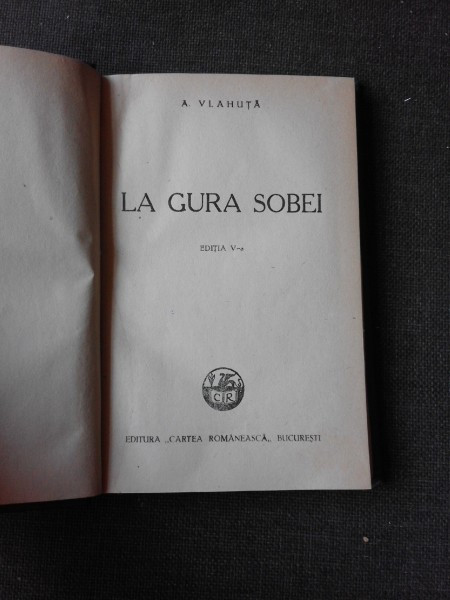 A. VLAHUȚĂ
LA GURA SOBEI
EDIȚIA V-a
CR
EDITURA „CARTEA ROMÂNEASCĂ„ BUCUREȘTI